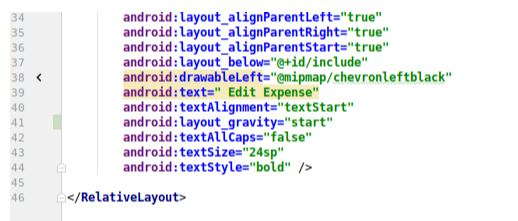 34 android:layout_alignParentLeft="true"
35 android:layout_alignParentRight="true"
36 android:layout_alignParentStart="true"
37 android:layout_below="@+id/include"
38 android:drawableLeft="@mipmap/chevronleftblack"
39 android:text=" Edit Expense"
40 android:textAlignment="textStart"
41 android:layout_gravity="start"
42 android:textAllCaps="false"
43 android:textSize="24sp"
44 android:textStyle="bold" />
45
46 </RelativeLayout>